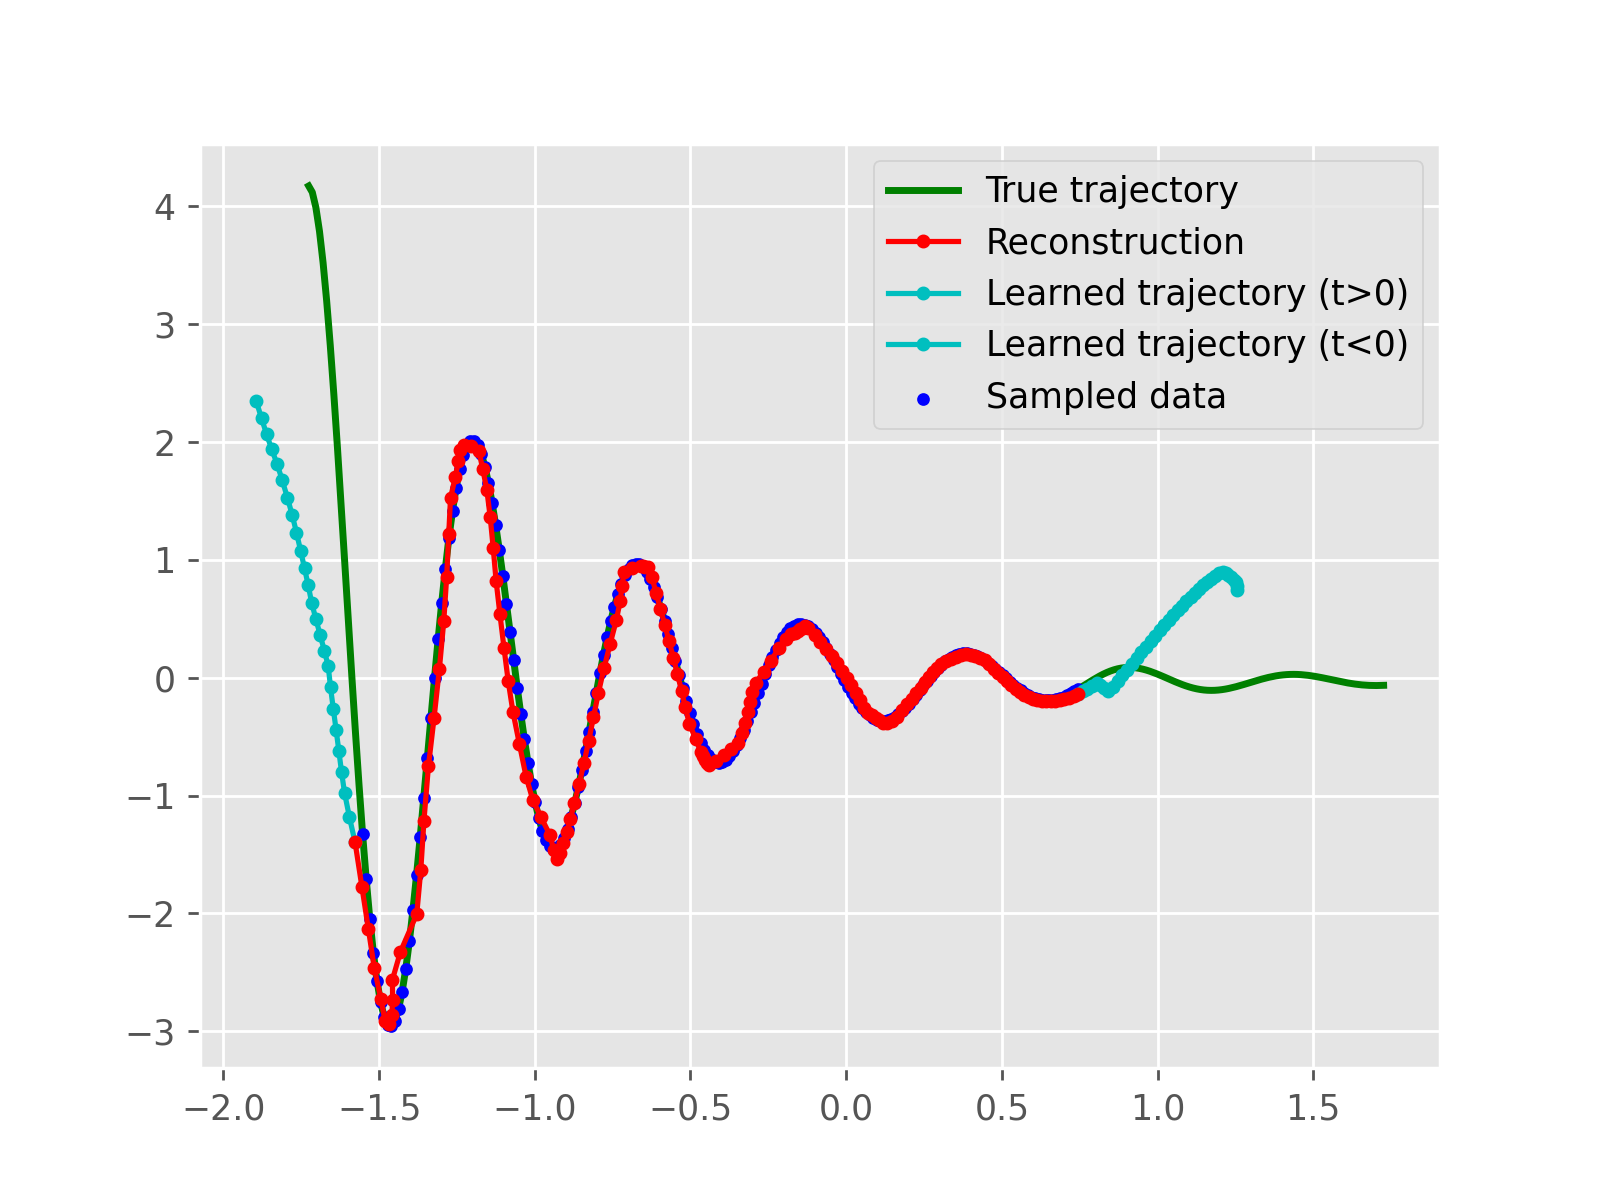 True trajectory
Reconstruction
Learned trajectory (t>0)
Learned trajectory (t<0)
Sampled data
4
3
2
1
0
−1
−2
−3
−2.0 −1.5 −1.0 −0.5 0.0 0.5 1.0 1.5